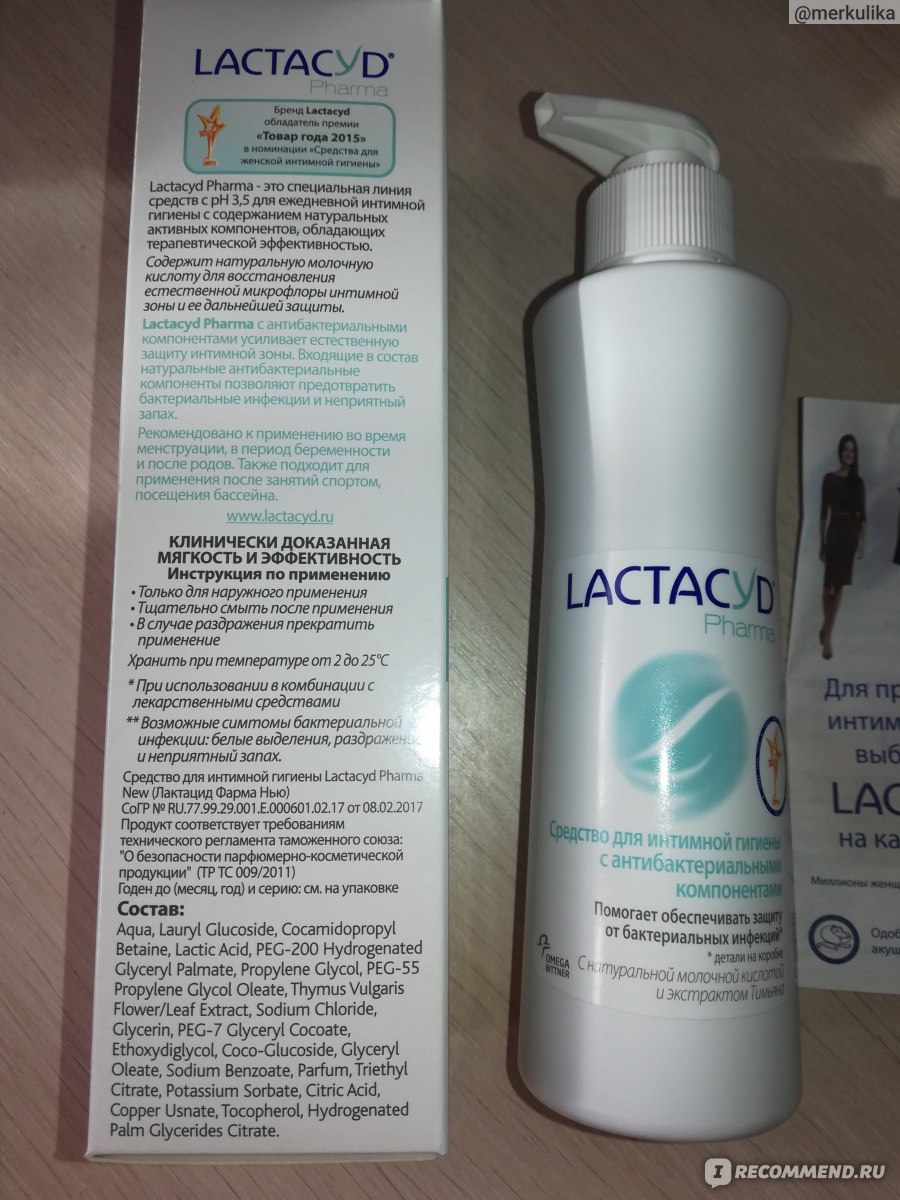 @merkulika
LACTACYD®
Pharma
Бренд Lactacyd
обладатель премии
«Товар года 2015»
в номинации «Средства для
женской интимной гигиены»
Lactacyd Pharma - это специальная линия
средств с pH 3,5 для ежедневной интимной
гигиены с содержанием натуральных
активных компонентов, обладающих
терапевтической эффективностью.
Содержит натуральную молочную
кислоту для восстановления
естественной микрофлоры интимной
зоны и ее дальнейшей защиты.
Lactacyd Pharma с антибактериальными
компонентами усиливает естественную
защиту интимной зоны. Входящие в состав
натуральные антибактериальные
компоненты позволяют предотвратить
бактериальные инфекции и неприятный
запах.
Рекомендовано к применению во время
менструации, в период беременности
и после родов. Также подходит для
применения после занятий спортом,
посещения бассейна.
www.lactacyd.ru
КЛИНИЧЕСКИ ДОКАЗАННАЯ
МЯГКОСТЬ И ЭФФЕКТИВНОСТЬ
Инструкция по применению
• Только для наружного применения
• Тщательно смыть после применения
• В случае раздражения прекратить
применение
Хранить при температуре от 2 до 25°С
* При использовании в комбинации с
лекарственными средствами
** Возможные симтомы бактериальной
инфекции: белые выделения, раздражение
и неприятный запах.
Средство для интимной гигиены Lactacyd Pharma
New (Лактацид Фарма Нью)
СоГР № RU.77.99.29.001.E.000601.02.17 от 08.02.2017
Продукт соответствует требованиям
технического регламента таможенного союза:
"О безопасности парфюмерно-косметической
продукции" (ТР ТС 009/2011)
Годен до (месяц, год) и серию: см. на упаковке
Состав:
Aqua, Lauryl Glucoside, Cocamidopropyl
Betaine, Lactic Acid, PEG-200 Hydrogenated
Glyceryl Palmate, Propylene Glycol, PEG-55
Propylene Glycol Oleate, Thymus Vulgaris
Flower/Leaf Extract, Sodium Chloride,
Glycerin, PEG-7 Glyceryl Cocoate,
Ethoxydiglycol, Coco-Glucoside, Glyceryl
Oleate, Sodium Benzoate, Parfum, Triethyl
Citrate, Potassium Sorbate, Citric Acid,
Copper Usnate, Tocopherol, Hydrogenated
Palm Glycerides Citrate.
LACTACYD®
Pharma
Средство для интимной гигиены
с антибактериальными
компонентами
Помогает обеспечивать защиту
от бактериальных инфекций*
* детали на коробке
OMEGA
BITTNER
С натуральной молочной кислотой
и экстрактом Тимьяна
Для пр
интим
выб
LAC
на ка
Миллионы женщ
Одоб
акуш
IRECOMMEND.RU